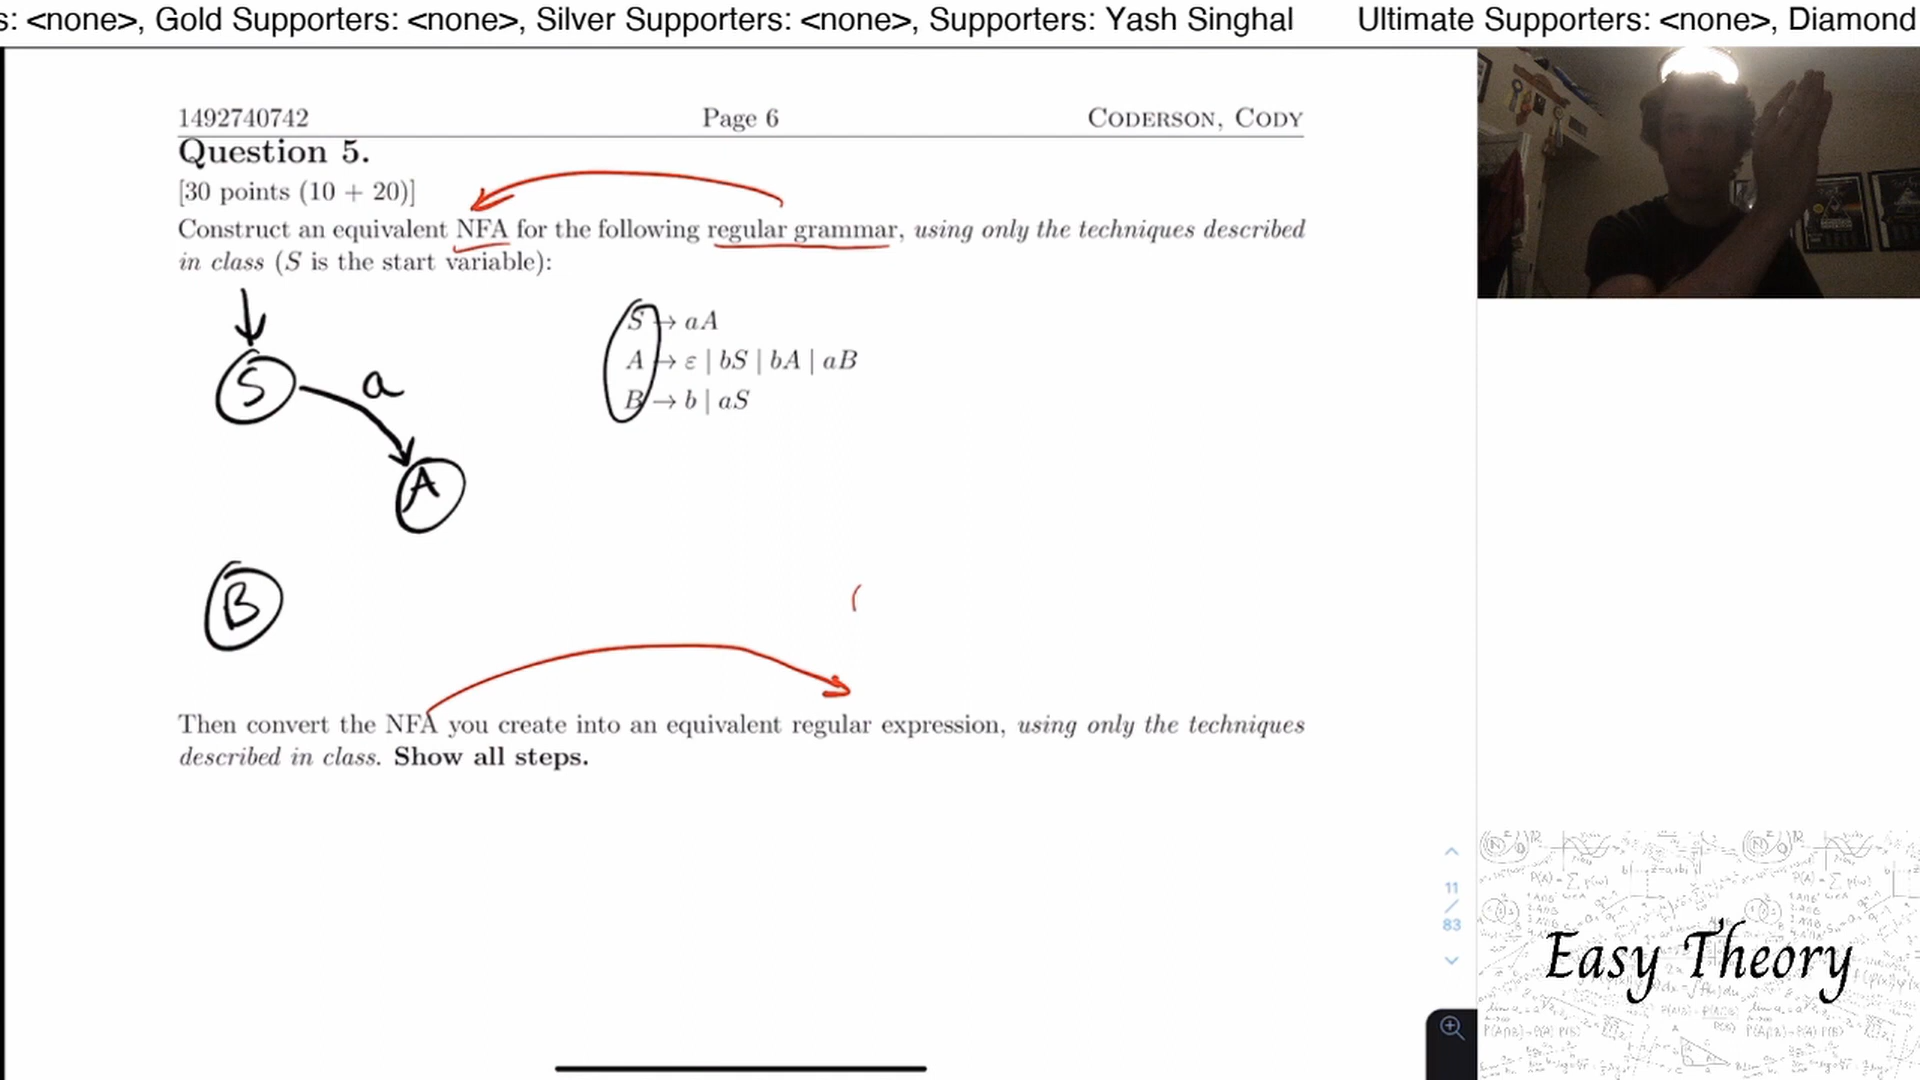 s: <none>, Gold Supporters: <none>, Silver Supporters: <none>, Supporters: Yash Singhal Ultimate Supporters: <none>, Diamond
1492740742 Page 6 CODERSON, CODY
Question 5.
[30 points (10 + 20)]
Construct an equivalent NFA for the following regular grammar, using only the techniques described
in class (S is the start variable):
S → aA
A → ε | bS | bA | aB
B → b | aS
S
a
A
B
Then convert the NFA you create into an equivalent regular expression, using only the techniques
described in class. Show all steps.
11
/
83
Easy Theory